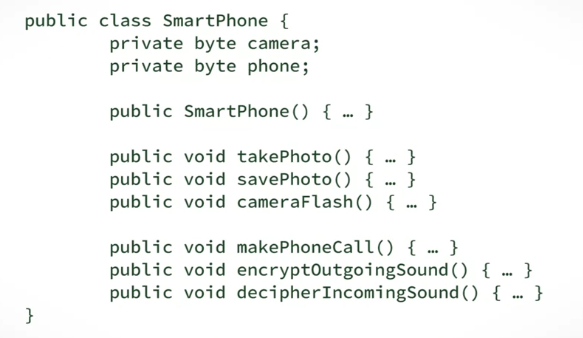 public class SmartPhone {
private byte camera;
private byte phone;
public SmartPhone() { … }
public void takePhoto() { … }
public void savePhoto() { … }
public void cameraFlash() { … }
public void makePhoneCall() { … }
public void encryptOutgoingSound() { … }
public void decipherIncomingSound() { … }
}